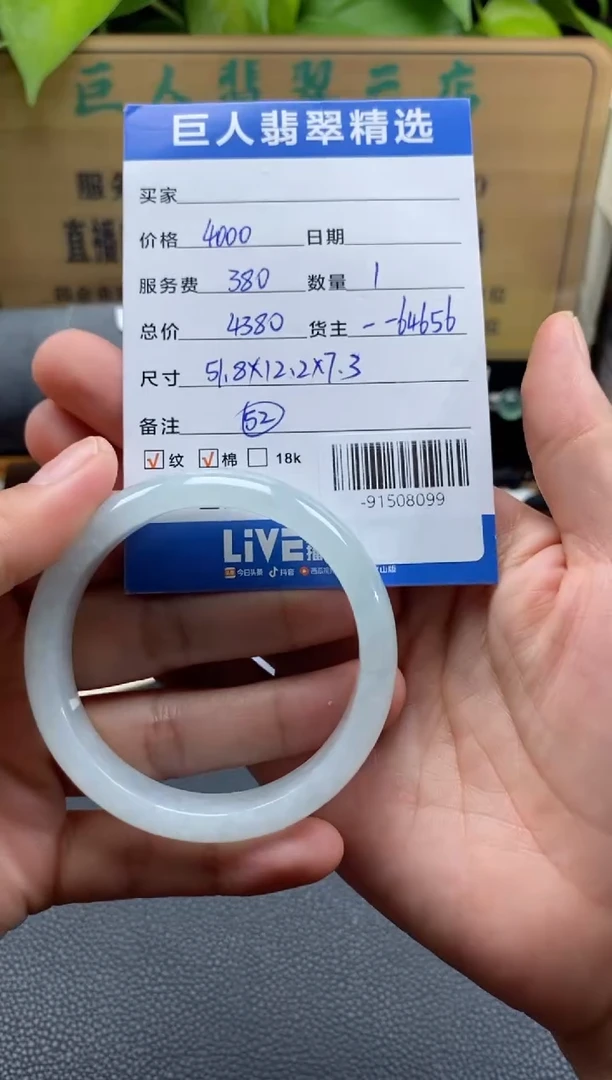 巨人翡翠三店
巨人翡翠精选
买家
价格 4000 日期
服务费 380 数量 1
总价 4380 货主 --64656
尺寸 51.8X12.2X7.3
备注 52
☑ 纹 ☑ 棉 ☐ 18k
-91508099
LiVE 播
今日头条 抖音